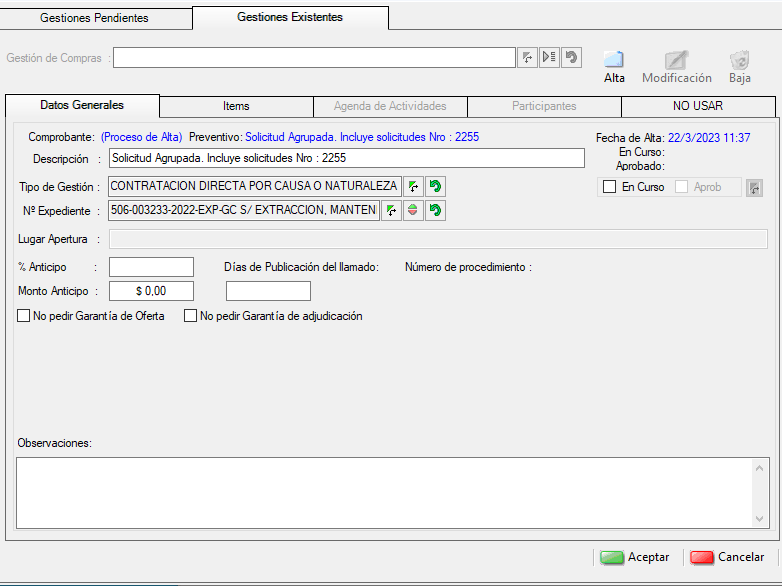 Gestiones Pendientes
Gestiones Existentes
Gestión de Compras :
Alta
Modificación
Baja
Datos Generales
Items
Agenda de Actividades
Participantes
NO USAR
Comprobante: (Proceso de Alta) Preventivo: Solicitud Agrupada. Incluye solicitudes Nro : 2255
Fecha de Alta: 22/3/2023 11:37
Descripción : Solicitud Agrupada. Incluye solicitudes Nro : 2255
En Curso:
Aprobado:
Tipo de Gestión : CONTRATACION DIRECTA POR CAUSA O NATURALEZA
En Curso
Aprob
Nº Expediente : 506-003233-2022-EXP-GC S/ EXTRACCION, MANTENI
Lugar Apertura :
% Anticipo :
Días de Publicación del llamado:
Número de procedimiento :
Monto Anticipo : $ 0,00
No pedir Garantía de Oferta
No pedir Garantía de adjudicación
Observaciones:
Aceptar
Cancelar